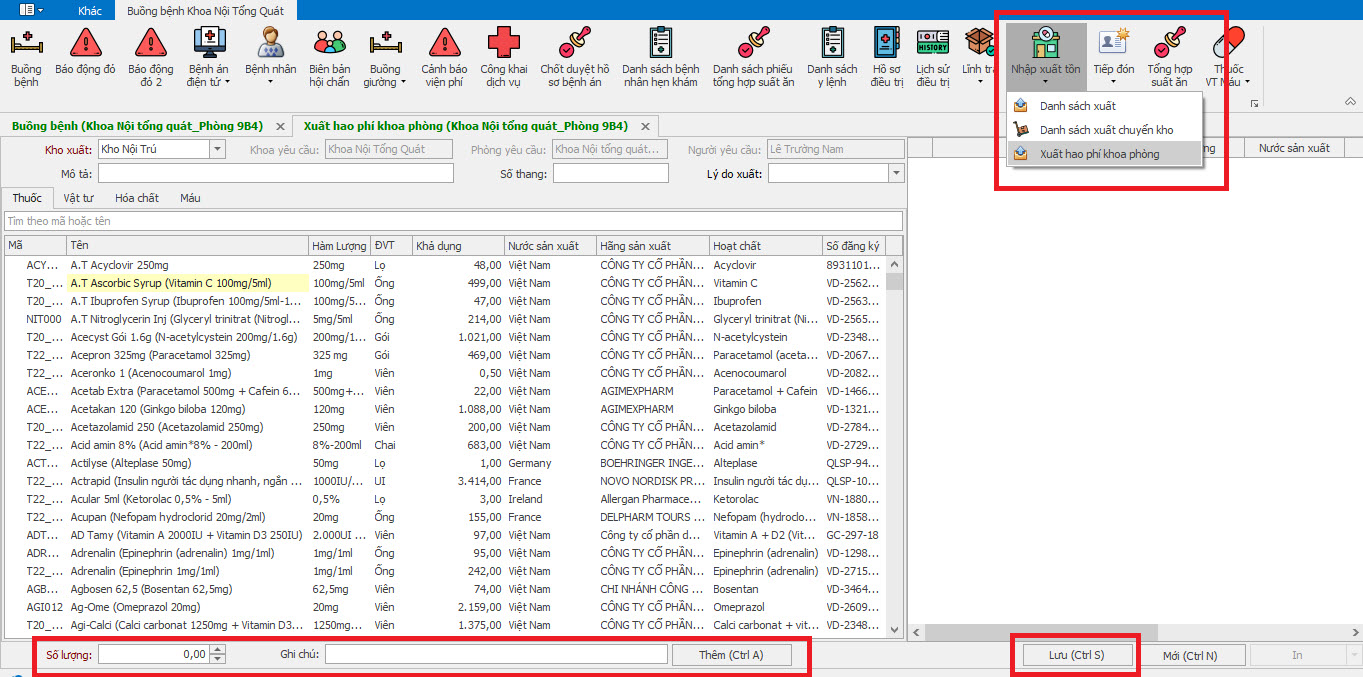 Khác
Buồng bệnh Khoa Nội Tổng Quát
Buồng bệnh
Báo động đỏ
Báo động đỏ 2
Bệnh án điện tử
Bệnh nhân
Biên bản hội chẩn
Buồng giường
Cảnh báo viện phí
Công khai dịch vụ
Chốt duyệt hồ sơ bệnh án
Danh sách bệnh nhân hẹn khám
Danh sách phiếu tổng hợp suất ăn
Danh sách y lệnh
Hồ sơ điều trị
HISTORY
Lịch sử điều trị
Lĩnh trả
Nhập xuất tồn
Tiếp đón
Tổng hợp suất ăn
Thuốc VT Máu
Danh sách xuất
Danh sách xuất chuyển kho
Xuất hao phí khoa phòng
Buồng bệnh (Khoa Nội tổng quát_Phòng 9B4)
Xuất hao phí khoa phòng (Khoa Nội tổng quát_Phòng 9B4)
Kho xuất: Kho Nội Trú Khoa yêu cầu: Khoa Nội Tổng Quát Phòng yêu cầu: Khoa Nội tổng quát... Người yêu cầu: Lê Trường Nam
Mô tả: Số thang: Lý do xuất:
Thuốc Vật tư Hóa chất Máu
Tìm theo mã hoặc tên
Mã Tên Hàm Lượng ĐVT Khả dụng Nước sản xuất Hãng sản xuất Hoạt chất Số đăng ký
ng Nước sản xuất
ACY... A.T Acyclovir 250mg 250mg Lọ 48,00 Việt Nam CÔNG TY CỔ PHẦN... Acyclovir 8931101...
T20_... A.T Ascorbic Syrup (Vitamin C 100mg/5ml) 100mg/5ml Ống 499,00 Việt Nam CÔNG TY CỔ PHẦN... Vitamin C VD-2562...
T20_... A.T Ibuprofen Syrup (Ibuprofen 100mg/5ml-1... 100mg/5... Ống 47,00 Việt Nam CÔNG TY CỔ PHẦN... Ibuprofen VD-2563...
NIT000 A.T Nitroglycerin Inj (Glyceryl trinitrat (Nitrogl... 5mg/5ml Ống 214,00 Việt Nam CÔNG TY CỔ PHẦN... Glyceryl trinitrat (Ni... VD-2565...
T20_... Acecyst Gói 1.6g (N-acetylcystein 200mg/1.6g) 200mg/1... Gói 1.021,00 Việt Nam CÔNG TY CỔ PHẦN... N-acetylcystein VD-2348...
T22_... Acepron 325mg (Paracetamol 325mg) 325 mg Gói 469,00 Việt Nam CÔNG TY CỔ PHẦN... Paracetamol (aceta... VD-2067...
T22_... Aceronko 1 (Acenocoumarol 1mg) 1mg Viên 0,50 Việt Nam CÔNG TY CỔ PHẦN... Acenocoumarol VD-2082...
ACE... Acetab Extra (Paracetamol 500mg + Cafein 6... 500mg+... Viên 22,00 Việt Nam AGIMEXPHARM Paracetamol + Cafein VD-1466...
ACE... Acetakan 120 (Ginkgo biloba 120mg) 120mg Viên 1.088,00 Việt Nam AGIMEXPHARM Ginkgo biloba VD-1321...
T20_... Acetazolamid 250 (Acetazolamid 250mg) 250mg Viên 200,00 Việt Nam CÔNG TY CỔ PHẦN... Acetazolamid VD-2784...
T22_... Acid amin 8% (Acid amin*8% - 200ml) 8%-200ml Chai 683,00 Việt Nam CÔNG TY CỔ PHẦN... Acid amin* VD-2729...
ACT... Actilyse (Alteplase 50mg) 50mg Lọ 1,00 Germany BOEHRINGER INGE... Alteplase QLSP-94...
T22_... Actrapid (Insulin người tác dụng nhanh, ngắn ... 1000IU/... UI 3.414,00 France NOVO NORDISK PR... Insulin người tác dụ... QLSP-10...
T22_... Acular 5ml (Ketorolac 0,5% - 5ml) 0,5% Lọ 3,00 Ireland Allergan Pharmace... Ketorolac VN-1880...
T22_... Acupan (Nefopam hydroclorid 20mg/2ml) 20mg Ống 155,00 France DELPHARM TOURS ... Nefopam (hydroclo... VN-1858...
ADT... AD Tamy (Vitamin A 2000IU + Vitamin D3 250IU) 2.000UI ... Viên 97,00 Việt Nam Công ty cổ phần d... Vitamin A + D2 (Vit... GC-297-18
ADR... Adrenalin (Epinephrin (adrenalin) 1mg/1ml) 1mg/1ml Ống 95,00 Việt Nam CÔNG TY CỔ PHẦN... Epinephrin (adrenalin) VD-1298...
T22_... Adrenalin (Epinephrin 1mg/1ml) 1mg/1ml Ống 242,00 Việt Nam CÔNG TY CỔ PHẦN... Epinephrin (adrenalin) VD-2715...
AGB... Agbosen 62,5 (Bosentan 62,5mg) 62,5mg Viên 74,00 Việt Nam CHI NHÁNH CÔNG ... Bosentan VD-3464...
AGI012 Ag-Ome (Omeprazol 20mg) 20mg Viên 2.159,00 Việt Nam CÔNG TY CỔ PHẦN... Omeprazol VD-2609...
T20_... Agi-Calci (Calci carbonat 1250mg + Vitamin D3... 1250mg... Viên 1.375,00 Việt Nam CÔNG TY CỔ PHẦN... Calci carbonat + vit... VD-2348...
Số lượng: 0,00 Ghi chú: Thêm (Ctrl A) Lưu (Ctrl S) Mới (Ctrl N) In